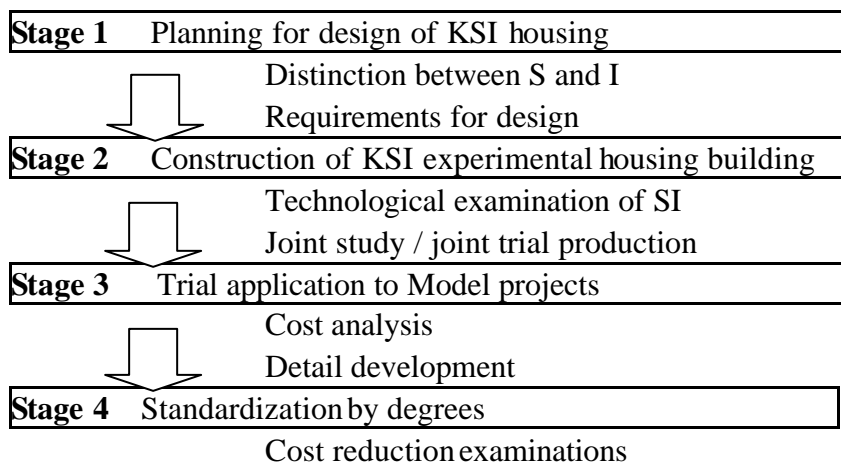 Stage 1 Planning for design of KSI housing
Distinction between S and I
Requirements for design
Stage 2 Construction of KSI experimental housing building
Technological examination of SI
Joint study / joint trial production
Stage 3 Trial application to Model projects
Cost analysis
Detail development
Stage 4 Standardization by degrees
Cost reduction examinations